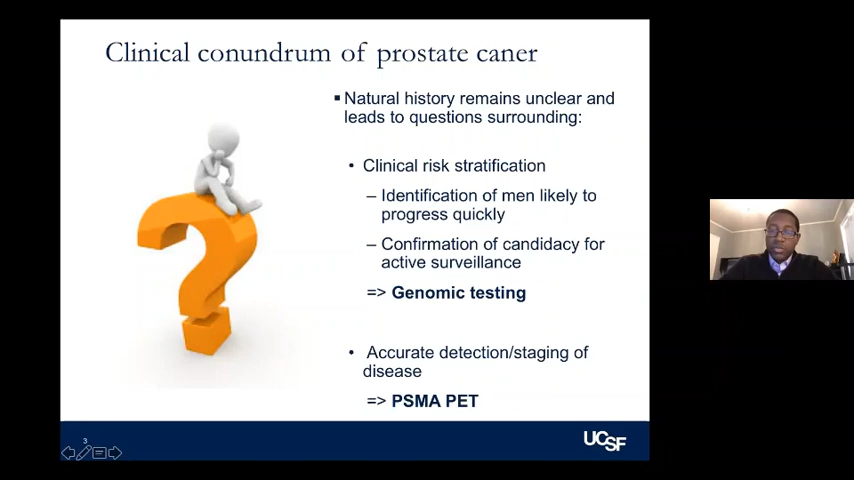 Clinical conundrum of prostate caner
▪ Natural history remains unclear and
leads to questions surrounding:
• Clinical risk stratification
– Identification of men likely to
progress quickly
– Confirmation of candidacy for
active surveillance
=> Genomic testing
• Accurate detection/staging of
disease
=> PSMA PET
3
UCSF